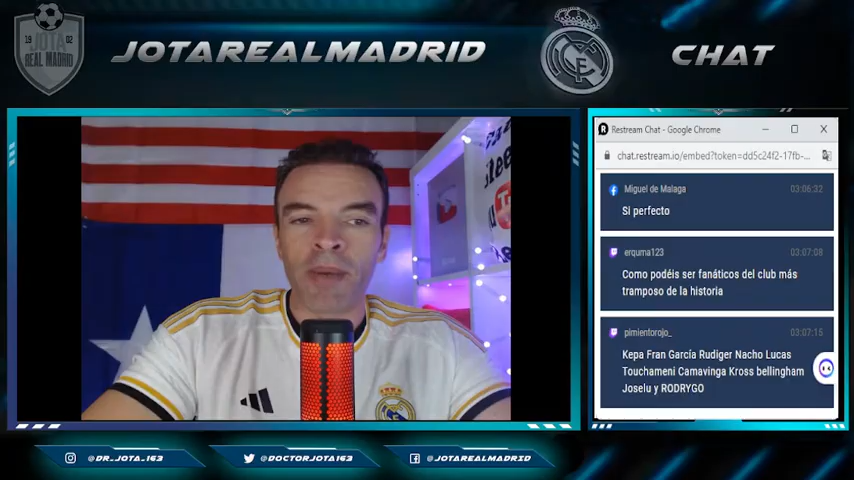 19 02
JOTA
REAL MADRID
JOTAREALMADRID
CHAT
Restream Chat - Google Chrome
chat.restream.io/embed?token=dd5c24f2-17fb-...
Miguel de Malaga 03:06:32
Si perfecto
erquma123 03:07:08
Como podéis ser fanáticos del club más
tramposo de la historia
pimientorojo_ 03:07:15
Kepa Fran García Rudiger Nacho Lucas
Touchameni Camavinga Kross bellingham
Joselu y RODRYGO
@DR_JOTA_163
@DOCTORJOTA163
@JOTAREALMADRID